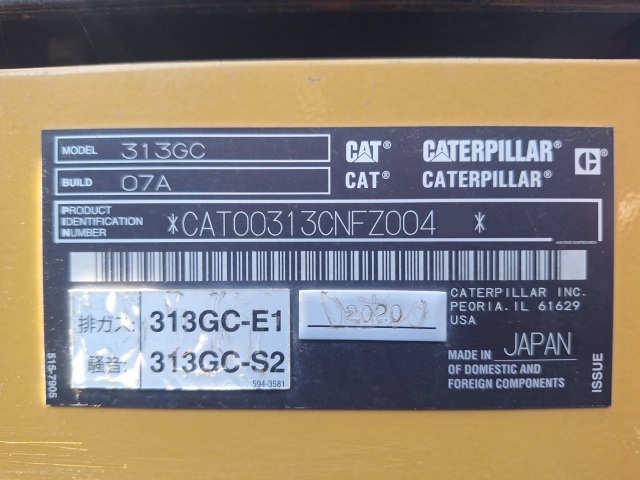 MODEL 313GC
BUILD 07A
CAT® CATERPILLAR®
CAT® CATERPILLAR®
C®
PRODUCT
IDENTIFICATION
NUMBER
*CAT00313CNFZ004 *
CATERPILLAR INC.
PEORIA.IL 61629
USA
排ガス: 313GC-E1
騒音: 313GC-S2
594-3581
2020
MADE IN JAPAN
OF DOMESTIC AND
FOREIGN COMPONENTS
515-7905
ISSUE